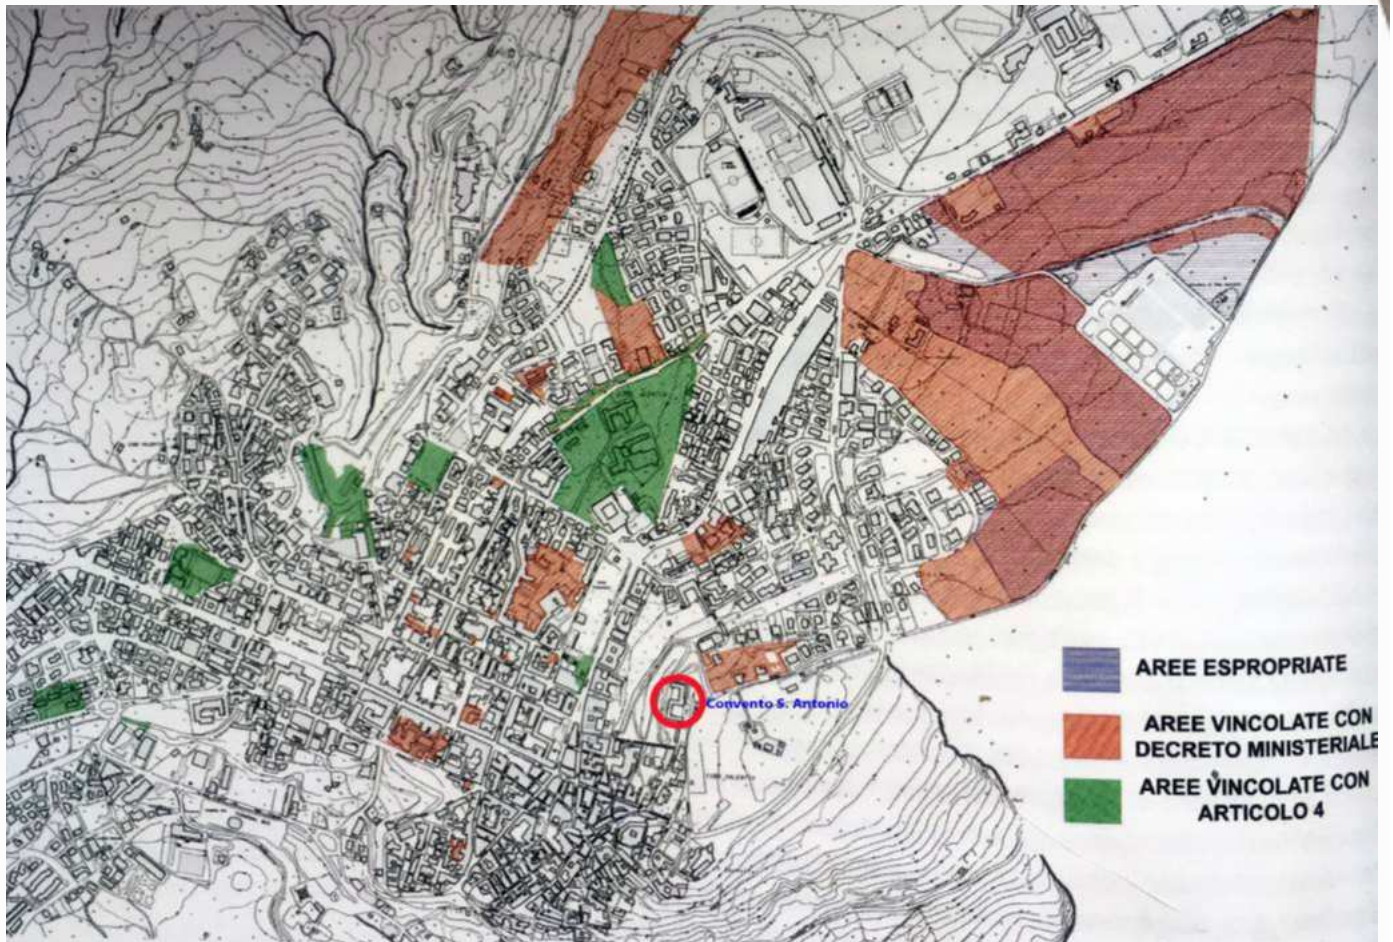 Convento S. Antonio
AREE ESPROPRIATE
AREE VINCOLATE CON
DECRETO MINISTERIALE
AREE VINCOLATE CON
ARTICOLO 4